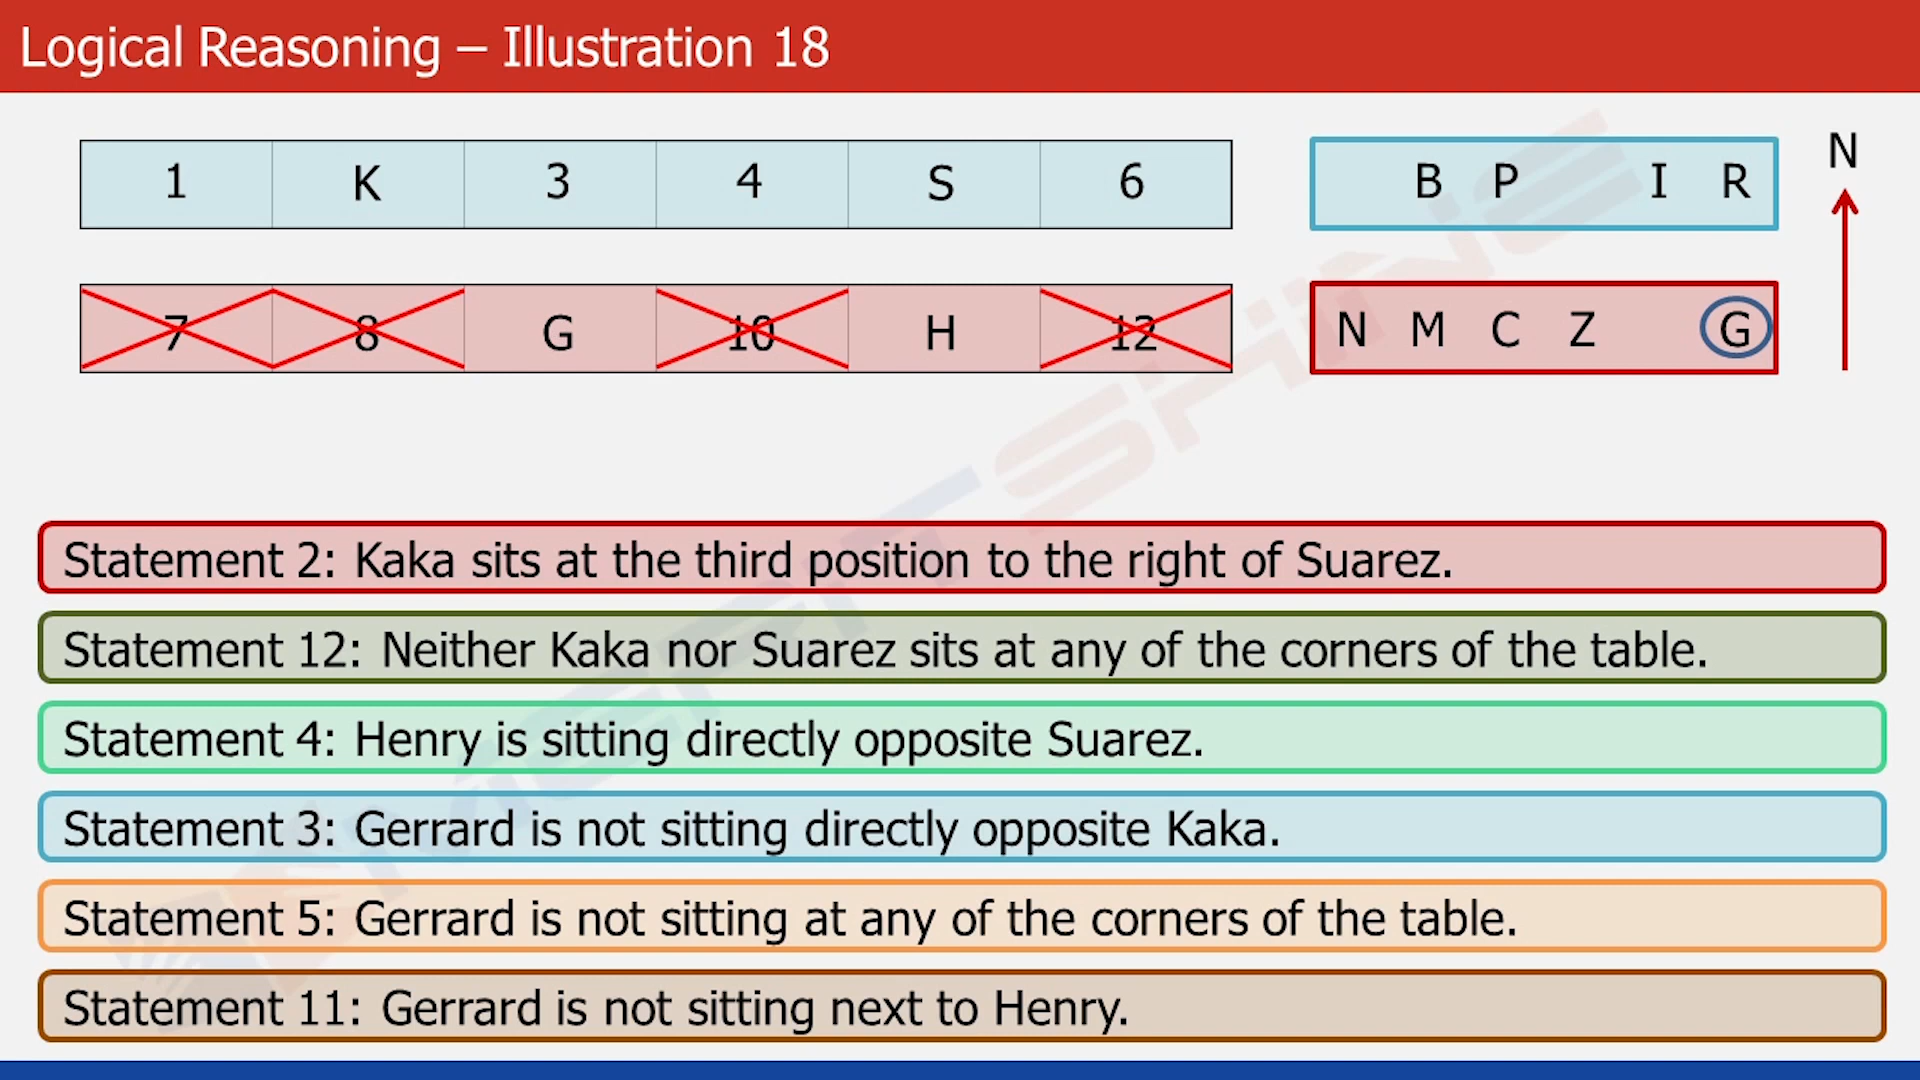 Logical Reasoning – Illustration 18
1 K 3 4 S 6
B P I R
N
7 8 G 10 H 12
N M C Z G
Statement 2: Kaka sits at the third position to the right of Suarez.
Statement 12: Neither Kaka nor Suarez sits at any of the corners of the table.
Statement 4: Henry is sitting directly opposite Suarez.
Statement 3: Gerrard is not sitting directly opposite Kaka.
Statement 5: Gerrard is not sitting at any of the corners of the table.
Statement 11: Gerrard is not sitting next to Henry.